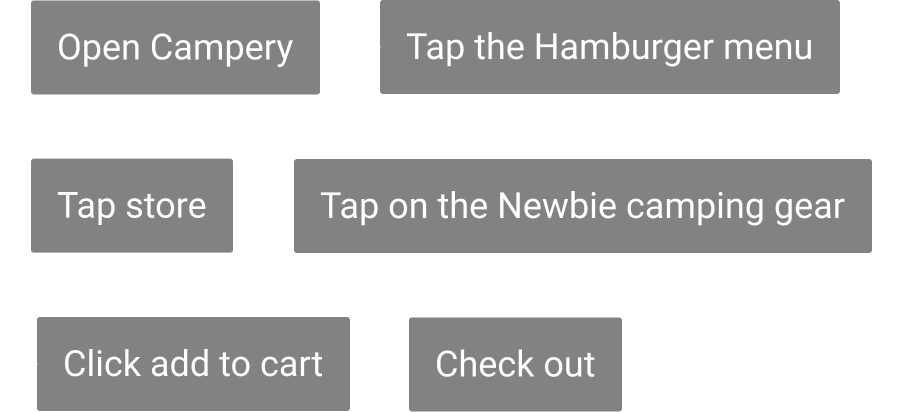 Open Campery
Tap the Hamburger menu
Tap store
Tap on the Newbie camping gear
Click add to cart
Check out